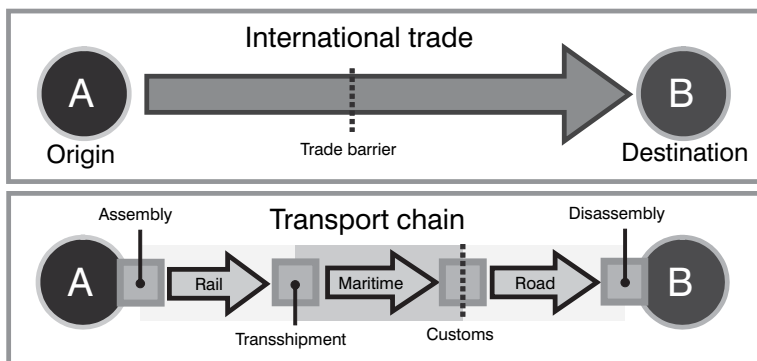 International trade
A
B
Origin
Trade barrier
Destination
Assembly
Transport chain
Disassembly
A
Rail
Maritime
Road
B
Transshipment
Customs